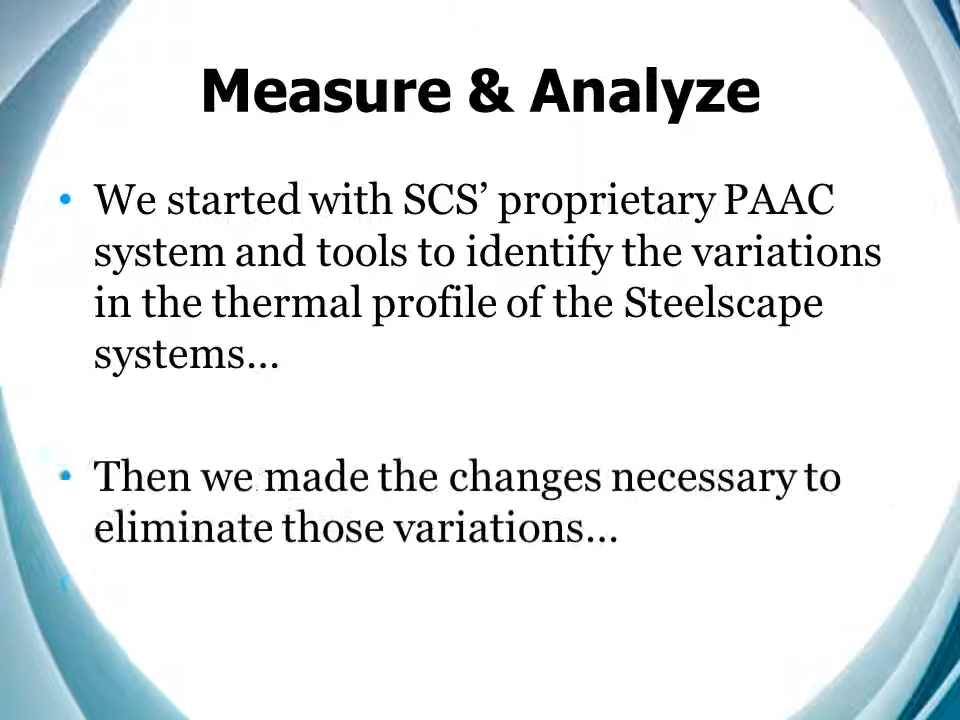 Measure & Analyze
• We started with SCS’ proprietary PAAC
system and tools to identify the variations
in the thermal profile of the Steelscape
systems...
• Then we made the changes necessary to
eliminate those variations...